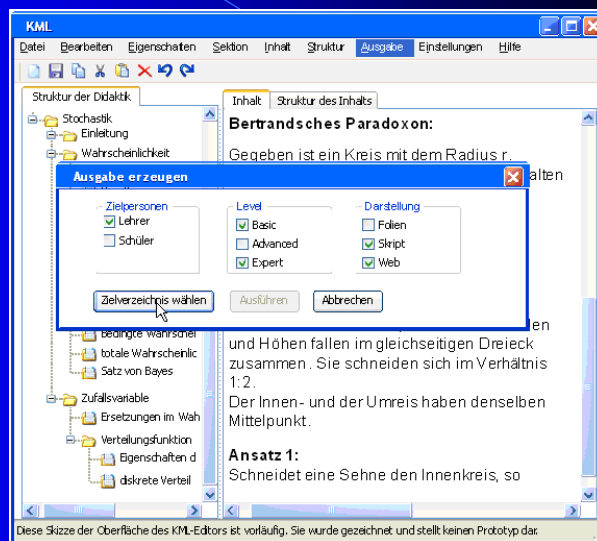 KML
Datei Bearbeiten Eigenschaften Sektion Inhalt Struktur Ausgabe Einstellungen Hilfe
Struktur der Didaktik
Stochastik
Einleitung
Wahrscheinlichkeit
Inhalt Struktur des Inhalts
Bertrandsches Paradoxon:
Gegeben ist ein Kreis mit dem Radius r.
alten
Ausgabe erzeugen
Zielpersonen
Lehrer
Schüler
Level
Basic
Advanced
Expert
Darstellung
Folien
Skript
Web
Zielverzeichnis wählen Ausführen Abbrechen
bedingte Wahrschei
totale Wahrscheinlic
Satz von Bayes
Zufallsvariable
Ersetzungen im Wah
Verteilungsfunktion
Eigenschaften d
diskrete Verteil
en
und Höhen fallen im gleichseitigen Dreieck
zusammen. Sie schneiden sich im Verhältnis
1:2.
Der Innen- und der Umreis haben denselben
Mittelpunkt.
Ansatz 1:
Schneidet eine Sehne den Innenkreis, so
Diese Skizze der Oberfläche des KML-Editors ist vorläufig. Sie wurde gezeichnet und stellt keinen Prototyp dar.